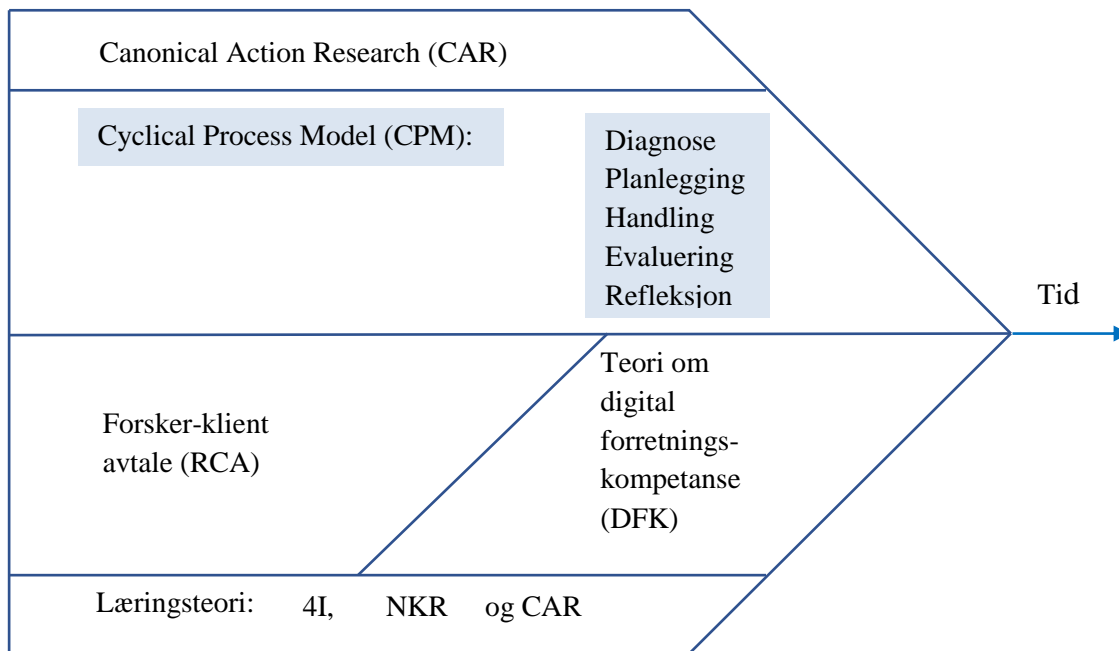 Canonical Action Research (CAR)
Cyclical Process Model (CPM):
Diagnose
Planlegging
Handling
Evaluering
Refleksjon
Tid
Forsker-klient
avtale (RCA)
Teori om
digital
forretnings-
kompetanse
(DFK)
Læringsteori: 4I, NKR og CAR